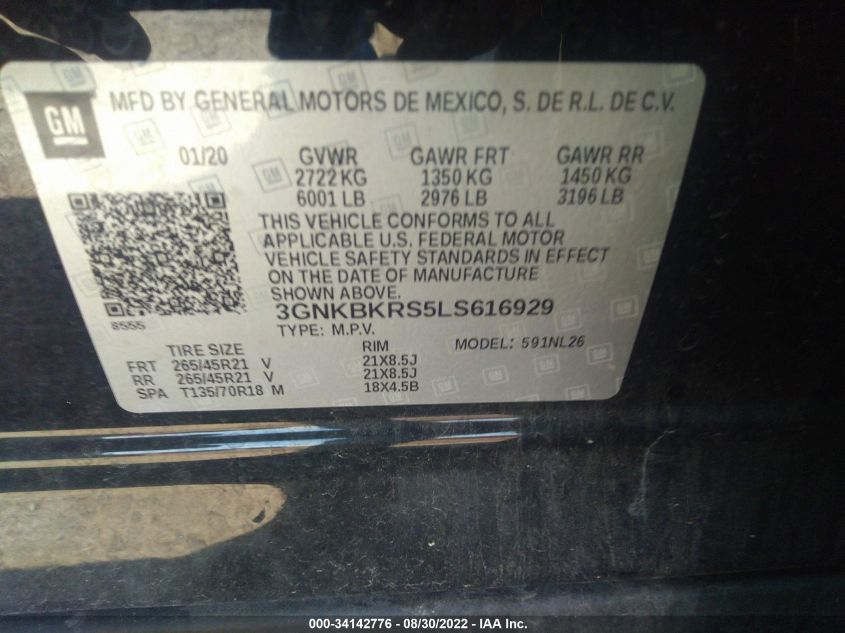 GM
MFD BY GENERAL MOTORS DE MEXICO, S. DE R.L. DE C.V.
01/20 GVWR GAWR FRT GAWR RR
2722 KG 1350 KG 1450 KG
6001 LB 2976 LB 3196 LB
THIS VEHICLE CONFORMS TO ALL
APPLICABLE U.S. FEDERAL MOTOR
VEHICLE SAFETY STANDARDS IN EFFECT
ON THE DATE OF MANUFACTURE
SHOWN ABOVE.
3GNKBKRS5LS616929
8555
TYPE: M.P.V. MODEL: 591NL26
TIRE SIZE RIM
FRT 265/45R21 V 21X8.5J
RR 265/45R21 V 21X8.5J
SPA T135/70R18 M 18X4.5B
000-34142776 - 08/30/2022 - IAA Inc.